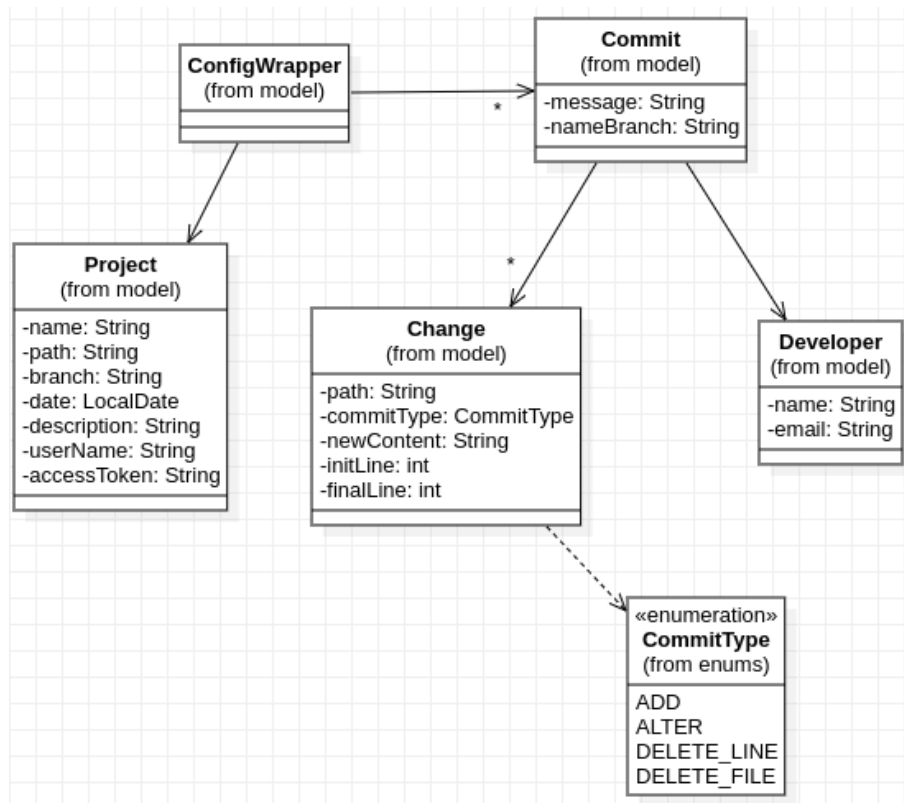 ConfigWrapper
(from model)
*
Commit
(from model)
-message: String
-nameBranch: String
Project
(from model)
-name: String
-path: String
-branch: String
-date: LocalDate
-description: String
-userName: String
-accessToken: String
*
Change
(from model)
-path: String
-commitType: CommitType
-newContent: String
-initLine: int
-finalLine: int
Developer
(from model)
-name: String
-email: String
«enumeration»
CommitType
(from enums)
ADD
ALTER
DELETE_LINE
DELETE_FILE